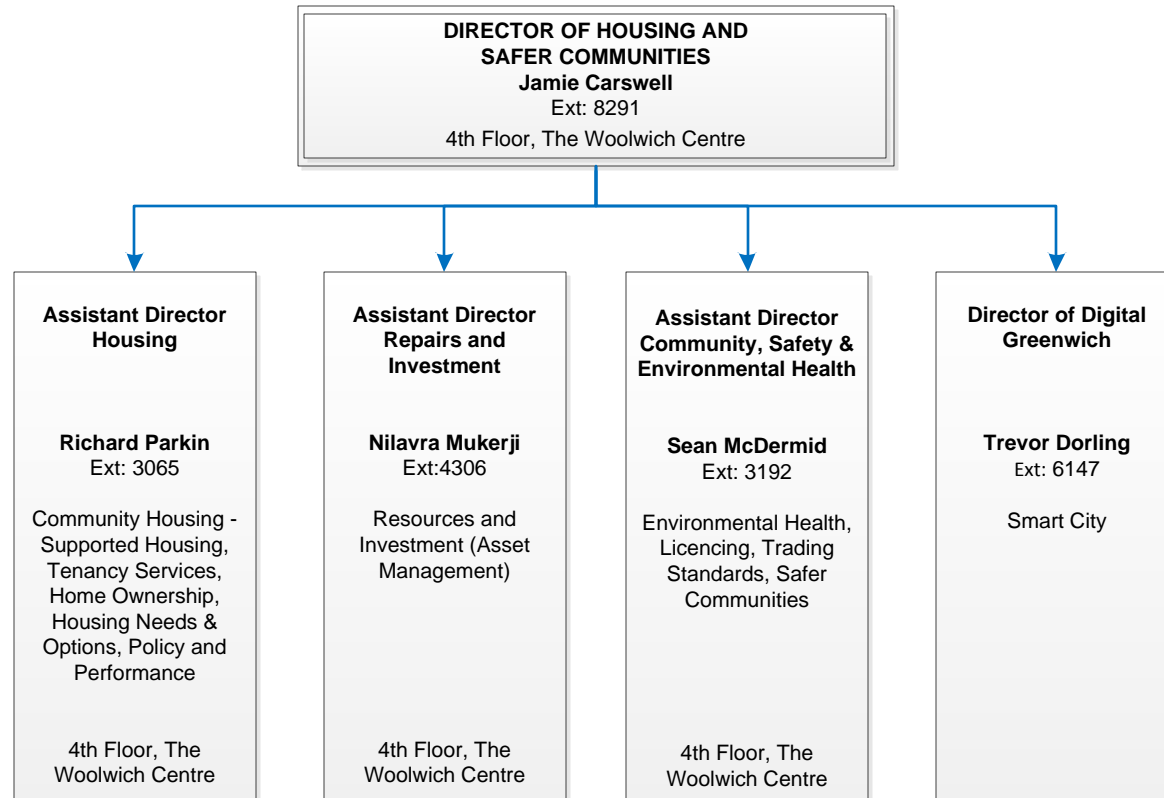 DIRECTOR OF HOUSING AND
SAFER COMMUNITIES
Jamie Carswell
Ext: 8291
4th Floor, The Woolwich Centre
Assistant Director
Housing
Richard Parkin
Ext: 3065
Community Housing -
Supported Housing,
Tenancy Services,
Home Ownership,
Housing Needs &
Options, Policy and
Performance
4th Floor, The
Woolwich Centre
Assistant Director
Repairs and
Investment
Nilavra Mukerji
Ext:4306
Resources and
Investment (Asset
Management)
4th Floor, The
Woolwich Centre
Assistant Director
Community, Safety &
Environmental Health
Sean McDermid
Ext: 3192
Environmental Health,
Licencing, Trading
Standards, Safer
Communities
4th Floor, The
Woolwich Centre
Director of Digital
Greenwich
Trevor Dorling
Ext: 6147
Smart City